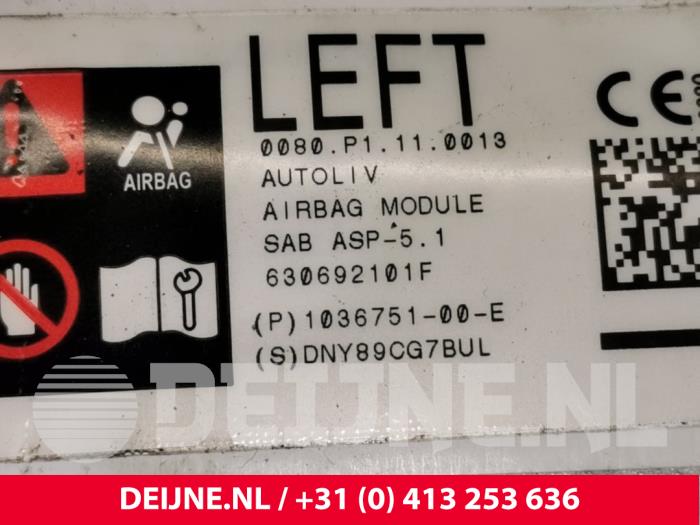 LEFT
0080.P1.11.0013
AUTOLIV
AIRBAG MODULE
SAB ASP-5.1
630692101F
(P)1036751-00-E
(S)DNY89CG7BUL
AIRBAG
CE
DEIJNE.NL
DEIJNE.NL / +31 (0) 413 253 636